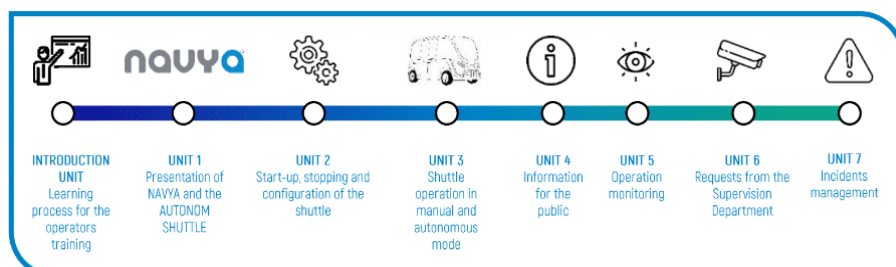 NAVYA
INTRODUCTION
UNIT
Learning
process for the
operators
training
UNIT 1
Presentation of
NAVYA and the
AUTONOM
SHUTTLE
UNIT 2
Start-up, stopping and
configuration of the
shuttle
UNIT 3
Shuttle
operation in
manual and
autonomous
mode
UNIT 4
Information
for the
public
UNIT 5
Operation
monitoring
UNIT 6
Requests from the
Supervision
Department
UNIT 7
Incidents
management